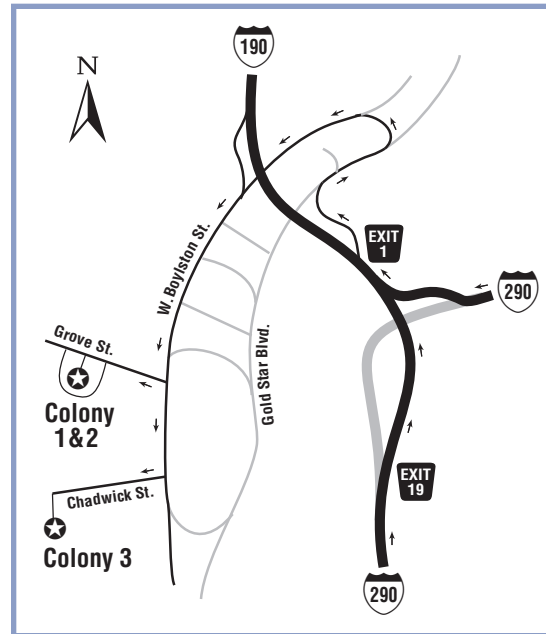 190
N
W. Boylston St.
EXIT
1
290
Grove St.
Gold Star Blvd.
Colony
1&2
Chadwick St.
EXIT
19
Colony 3
290